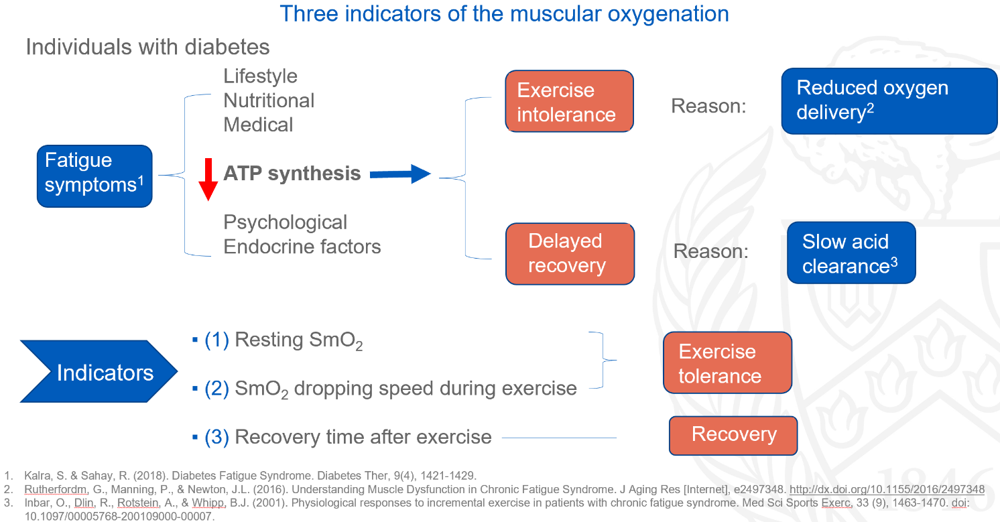 Three indicators of the muscular oxygenation
Individuals with diabetes
Fatigue
symptoms1
Lifestyle
Nutritional
Medical
ATP synthesis
Psychological
Endocrine factors
Exercise
intolerance
Reason:
Reduced oxygen
delivery2
Delayed
recovery
Reason:
Slow acid
clearance3
Indicators
▪ (1) Resting SmO2
▪ (2) SmO2 dropping speed during exercise
▪ (3) Recovery time after exercise
Exercise
tolerance
Recovery
1. Kalra, S. & Sahay, R. (2018). Diabetes Fatigue Syndrome. Diabetes Ther, 9(4), 1421-1429.
2. Rutherfordm, G., Manning, P., & Newton, J.L. (2016). Understanding Muscle Dysfunction in Chronic Fatigue Syndrome. J Aging Res [Internet], e2497348. http://dx.doi.org/10.1155/2016/2497348
3. Inbar, O., Dlin, R., Rotstein, A., & Whipp, B.J. (2001). Physiological responses to incremental exercise in patients with chronic fatigue syndrome. Med Sci Sports Exerc, 33 (9), 1463-1470. doi:
10.1097/00005768-200109000-00007.
1846